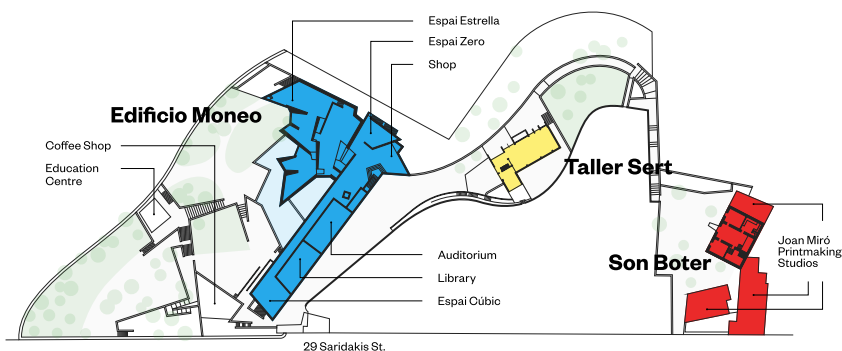 Espai Estrella
Espai Zero
Shop
Edificio Moneo
Coffee Shop
Education
Centre
Taller Sert
Joan Miró
Printmaking
Studios
Son Boter
Auditorium
Library
Espai Cúbic
29 Saridakis St.